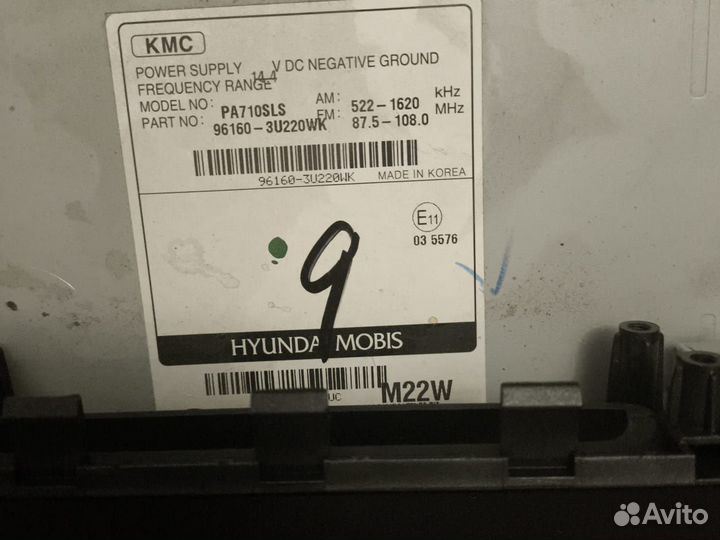 KMC
POWER SUPPLY 14.4 V DC NEGATIVE GROUND
FREQUENCY RANGE AM: 522-1620 kHz
MODEL NO: PA710SLS FM: 87.5-108.0 MHz
PART NO: 96160-3U220WK
96160-3U220WK MADE IN KOREA
E11
03 5576
9
HYUNDAI MOBIS
UC M22W
Avito